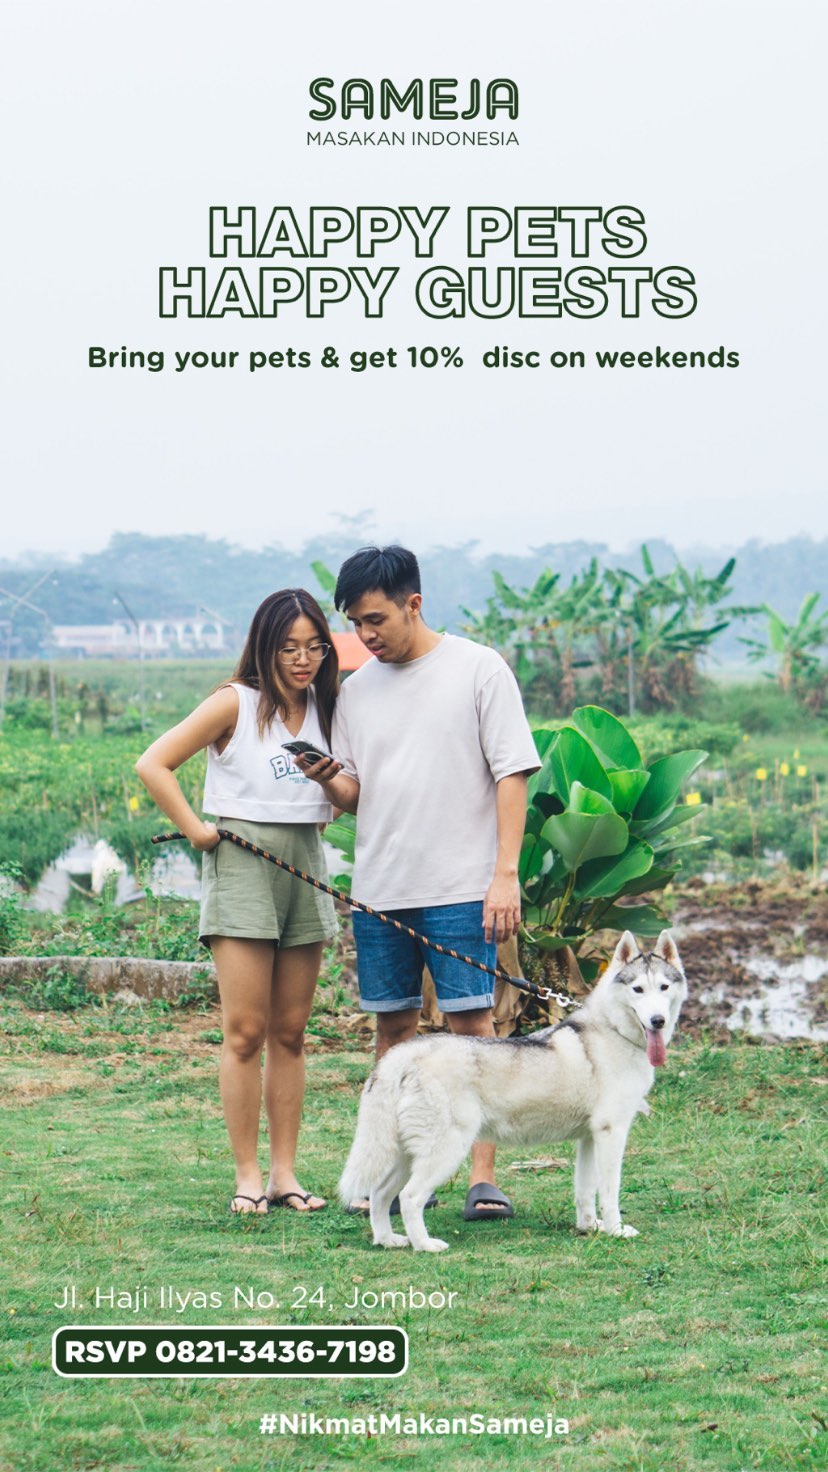 SAMEJA
MASAKAN INDONESIA
HAPPY PETS
HAPPY GUESTS
Bring your pets & get 10% disc on weekends
Jl. Haji Ilyas No. 24, Jombor
RSVP 0821-3436-7198
#NikmatMakanSameja